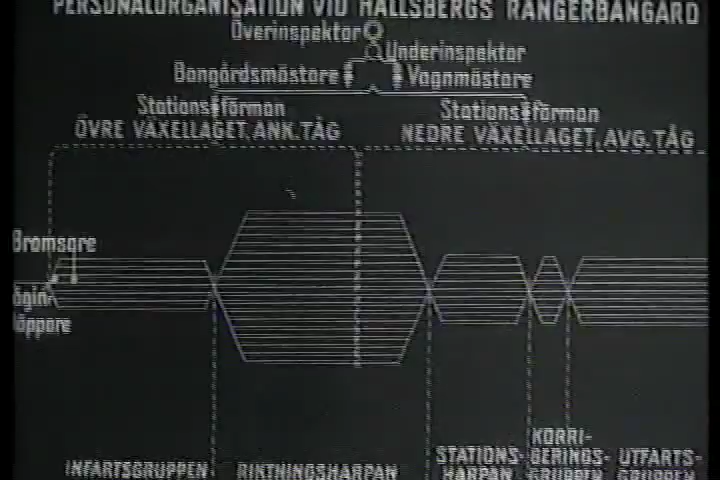 PERSONALORGANISATION VID HALLSBERGS RANGERBANGÅRD
Överinspektor
Underinspektor
Bangårdsmästare Vagnmästare
Stationsförman Stationsförman
ÖVRE VÄXELLAGET, ANK. TÅG NEDRE VÄXELLAGET, AVG. TÅG
Bromsare
ögin-
löppare
KORRI-
STATIONS- GERINGS- UTFARTS-
INFARTSGRUPPEN RIKTNINGSHARPAN HARPAN GRUPPEN GRUPPEN